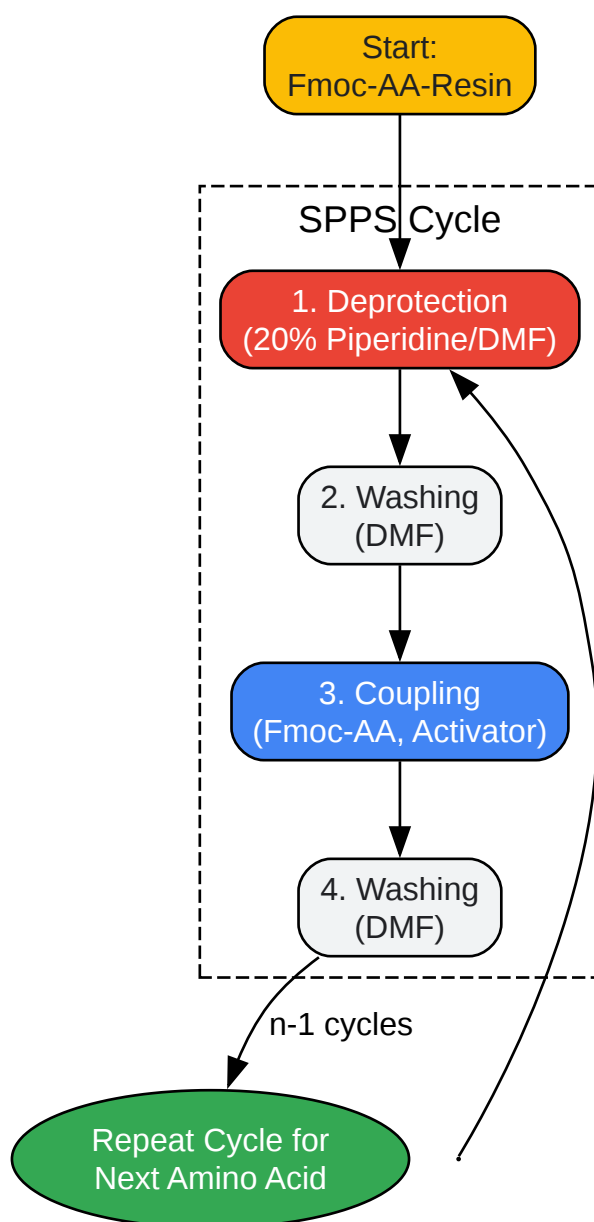 Start:
Fmoc-AA-Resin
SPPS Cycle
1. Deprotection
(20% Piperidine/DMF)
2. Washing
(DMF)
3. Coupling
(Fmoc-AA, Activator)
4. Washing
(DMF)
n-1 cycles
Repeat Cycle for
Next Amino Acid